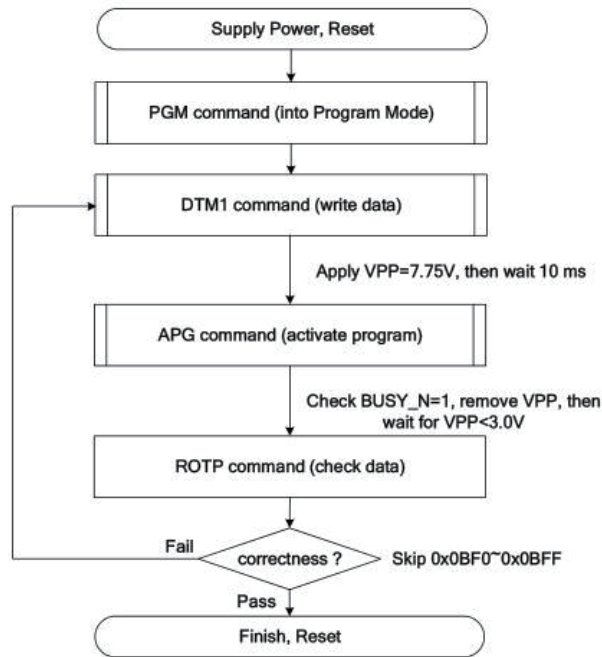 Supply Power, Reset
PGM command (into Program Mode)
DTM1 command (write data)
Apply VPP=7.75V, then wait 10 ms
APG command (activate program)
Check BUSY_N=1, remove VPP, then
wait for VPP<3.0V
ROTP command (check data)
Fail
correctness ?
Skip 0x0BF0~0x0BFF
Pass
Finish, Reset